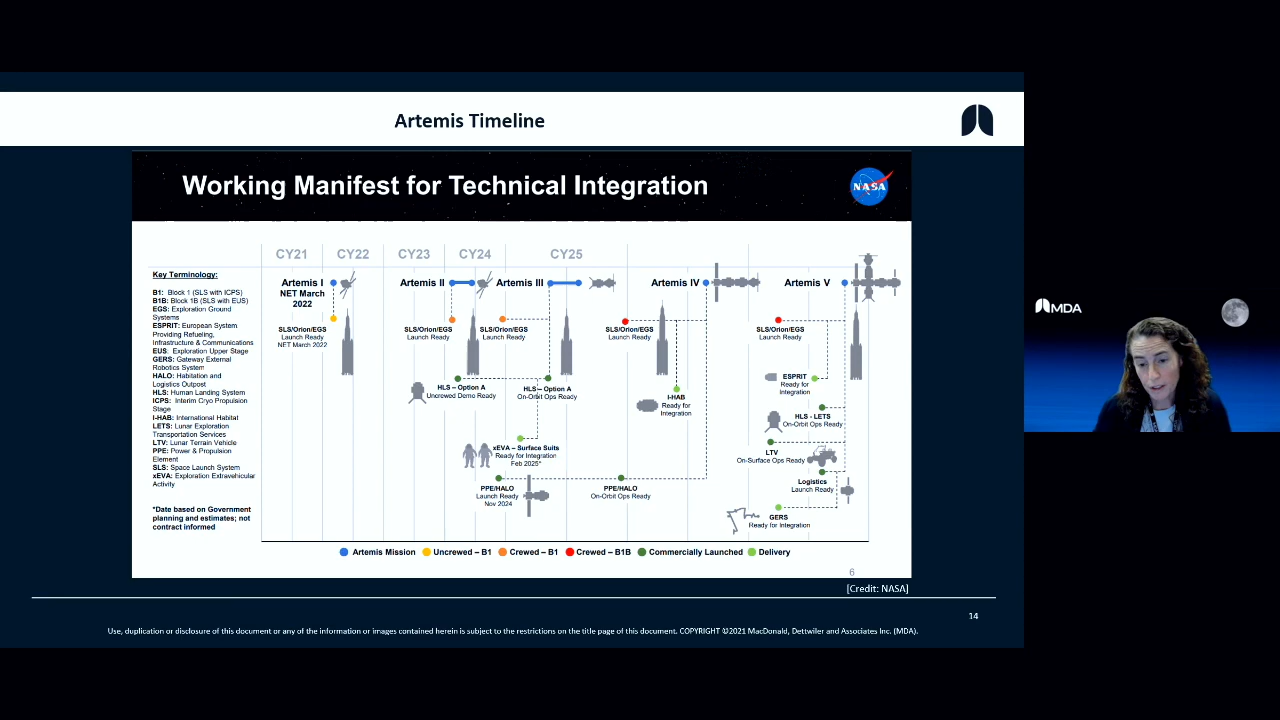 Artemis Timeline
Working Manifest for Technical Integration
NASA
CY21
CY22
CY23
CY24
CY25
Key Terminology:
B1: Block 1 (SLS with ICPS)
B1B: Block 1B (SLS with EUS)
EGS: Exploration Ground
Systems
ESPRIT: European System
Providing Refueling,
Infrastructure & Communications
EUS: Exploration Upper Stage
GERS: Gateway External
Robotics System
HALO: Habitation and
Logistics Outpost
HLS: Human Landing System
ICPS: Interim Cryo Propulsion
Stage
I-HAB: International Habitat
LETS: Lunar Exploration
Transportation Services
LTV: Lunar Terrain Vehicle
PPE: Power & Propulsion
Element
SLS: Space Launch System
xEVA: Exploration Extravehicular
Activity
*Date based on Government
planning and estimates; not
contract informed
Artemis I
NET March
2022
SLS/Orion/EGS
Launch Ready
NET March 2022
Artemis II
SLS/Orion/EGS
Launch Ready
HLS – Option A
Uncrewed Demo Ready
Artemis III
SLS/Orion/EGS
Launch Ready
HLS – Option A
On-Orbit Ops Ready
xEVA – Surface Suits
Ready for Integration
Feb 2025*
PPE/HALO
Launch Ready
Nov 2024
PPE/HALO
On-Orbit Ops Ready
Artemis IV
SLS/Orion/EGS
Launch Ready
I-HAB
Ready for
Integration
Artemis V
SLS/Orion/EGS
Launch Ready
ESPRIT
Ready for
Integration
HLS - LETS
On-Orbit Ops Ready
LTV
On-Surface Ops Ready
Logistics
Launch Ready
GERS
Ready for Integration
Artemis Mission
Uncrewed – B1
Crewed – B1
Crewed – B1B
Commercially Launched
Delivery
6
[Credit: NASA]
14
Use, duplication or disclosure of this document or any of the information or images contained herein is subject to the restrictions on the title page of this document. COPYRIGHT ©2021 MacDonald, Dettwiler and Associates Inc. (MDA).
MDA